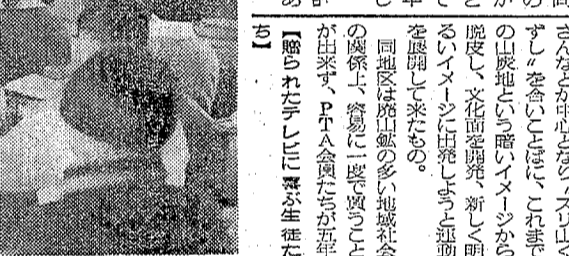 さんなどが中心となり〝ズリ山く
ずし〟を合いことばに、これまで
の山炭地という暗いイメージから
脱皮し、文化面を開発、新しく明
るいイメージに出発しようと運動
を展開して来たもの。
同地区は廃山鉱の多い地域社会
の関係上、容易に一度で買うこと
が出来ず、PTA会員たちが五年
【贈られたテレビに喜ぶ生徒た
ち】